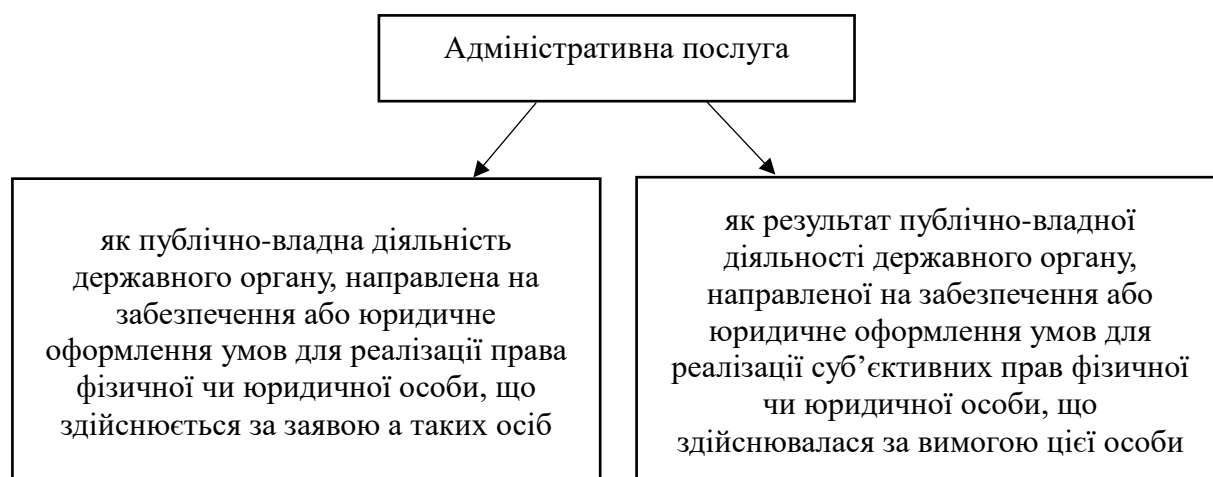 Адміністративна послуга
як публічно-владна діяльність
державного органу, направлена на
забезпечення або юридичне
оформлення умов для реалізації права
фізичної чи юридичної особи, що
здійснюється за заявою а таких осіб
як результат публічно-владної
діяльності державного органу,
направленої на забезпечення або
юридичне оформлення умов для
реалізації суб’єктивних прав фізичної
чи юридичної особи, що
здійснювалася за вимогою цієї особи